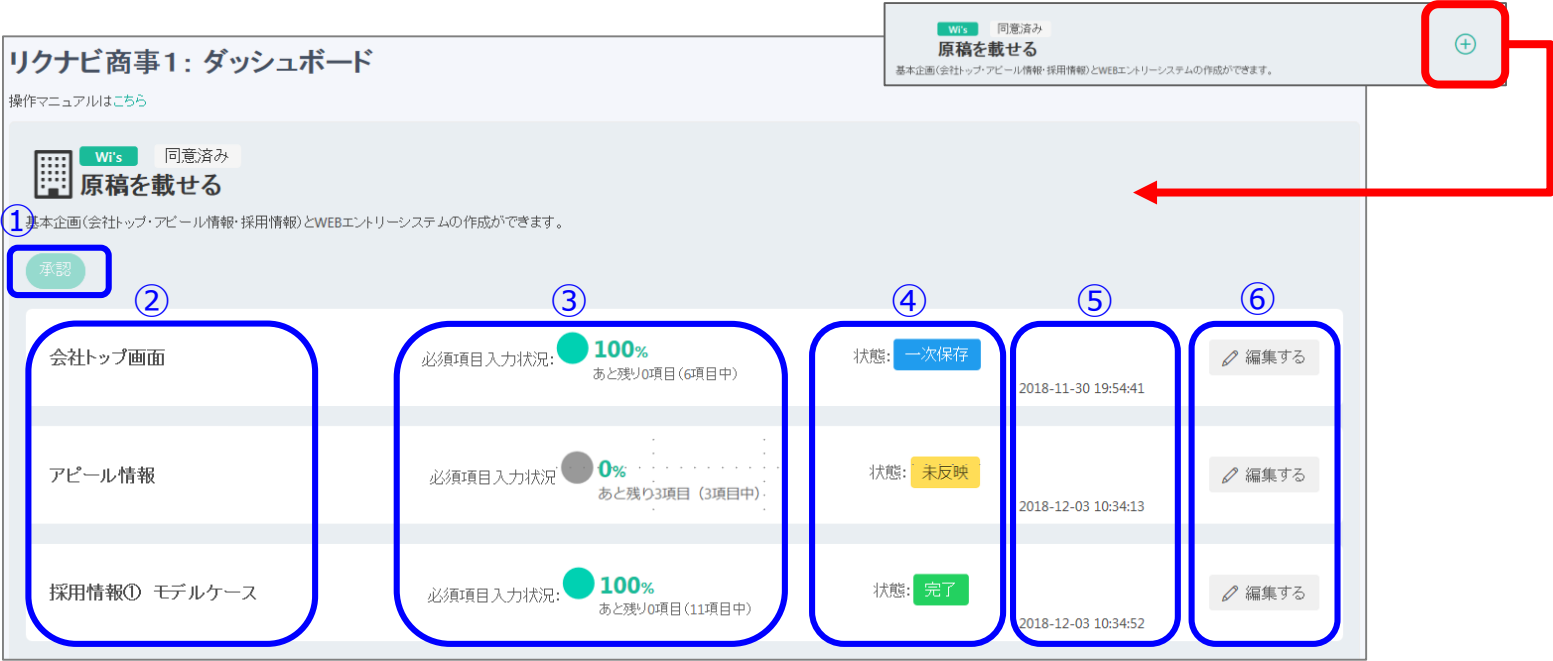 Wi's 同意済み
原稿を載せる
基本企画(会社トップ・アピール情報・採用情報)とWEBエントリーシステムの作成ができます。
リクナビ商事1: ダッシュボード
操作マニュアルはこちら
Wi's 同意済み
原稿を載せる
①
基本企画(会社トップ・アピール情報・採用情報)とWEBエントリーシステムの作成ができます。
承認
② ③ ④ ⑤ ⑥
会社トップ画面 必須項目入力状況: 100% 状態: 一次保存 編集する
あと残り0項目(6項目中)
2018-11-30 19:54:41
アピール情報 必須項目入力状況 0% 状態: 未反映 編集する
あと残り3項目 (3項目中)
2018-12-03 10:34:13
採用情報① モデルケース 必須項目入力状況: 100% 状態: 完了 編集する
あと残り0項目(11項目中)
2018-12-03 10:34:52